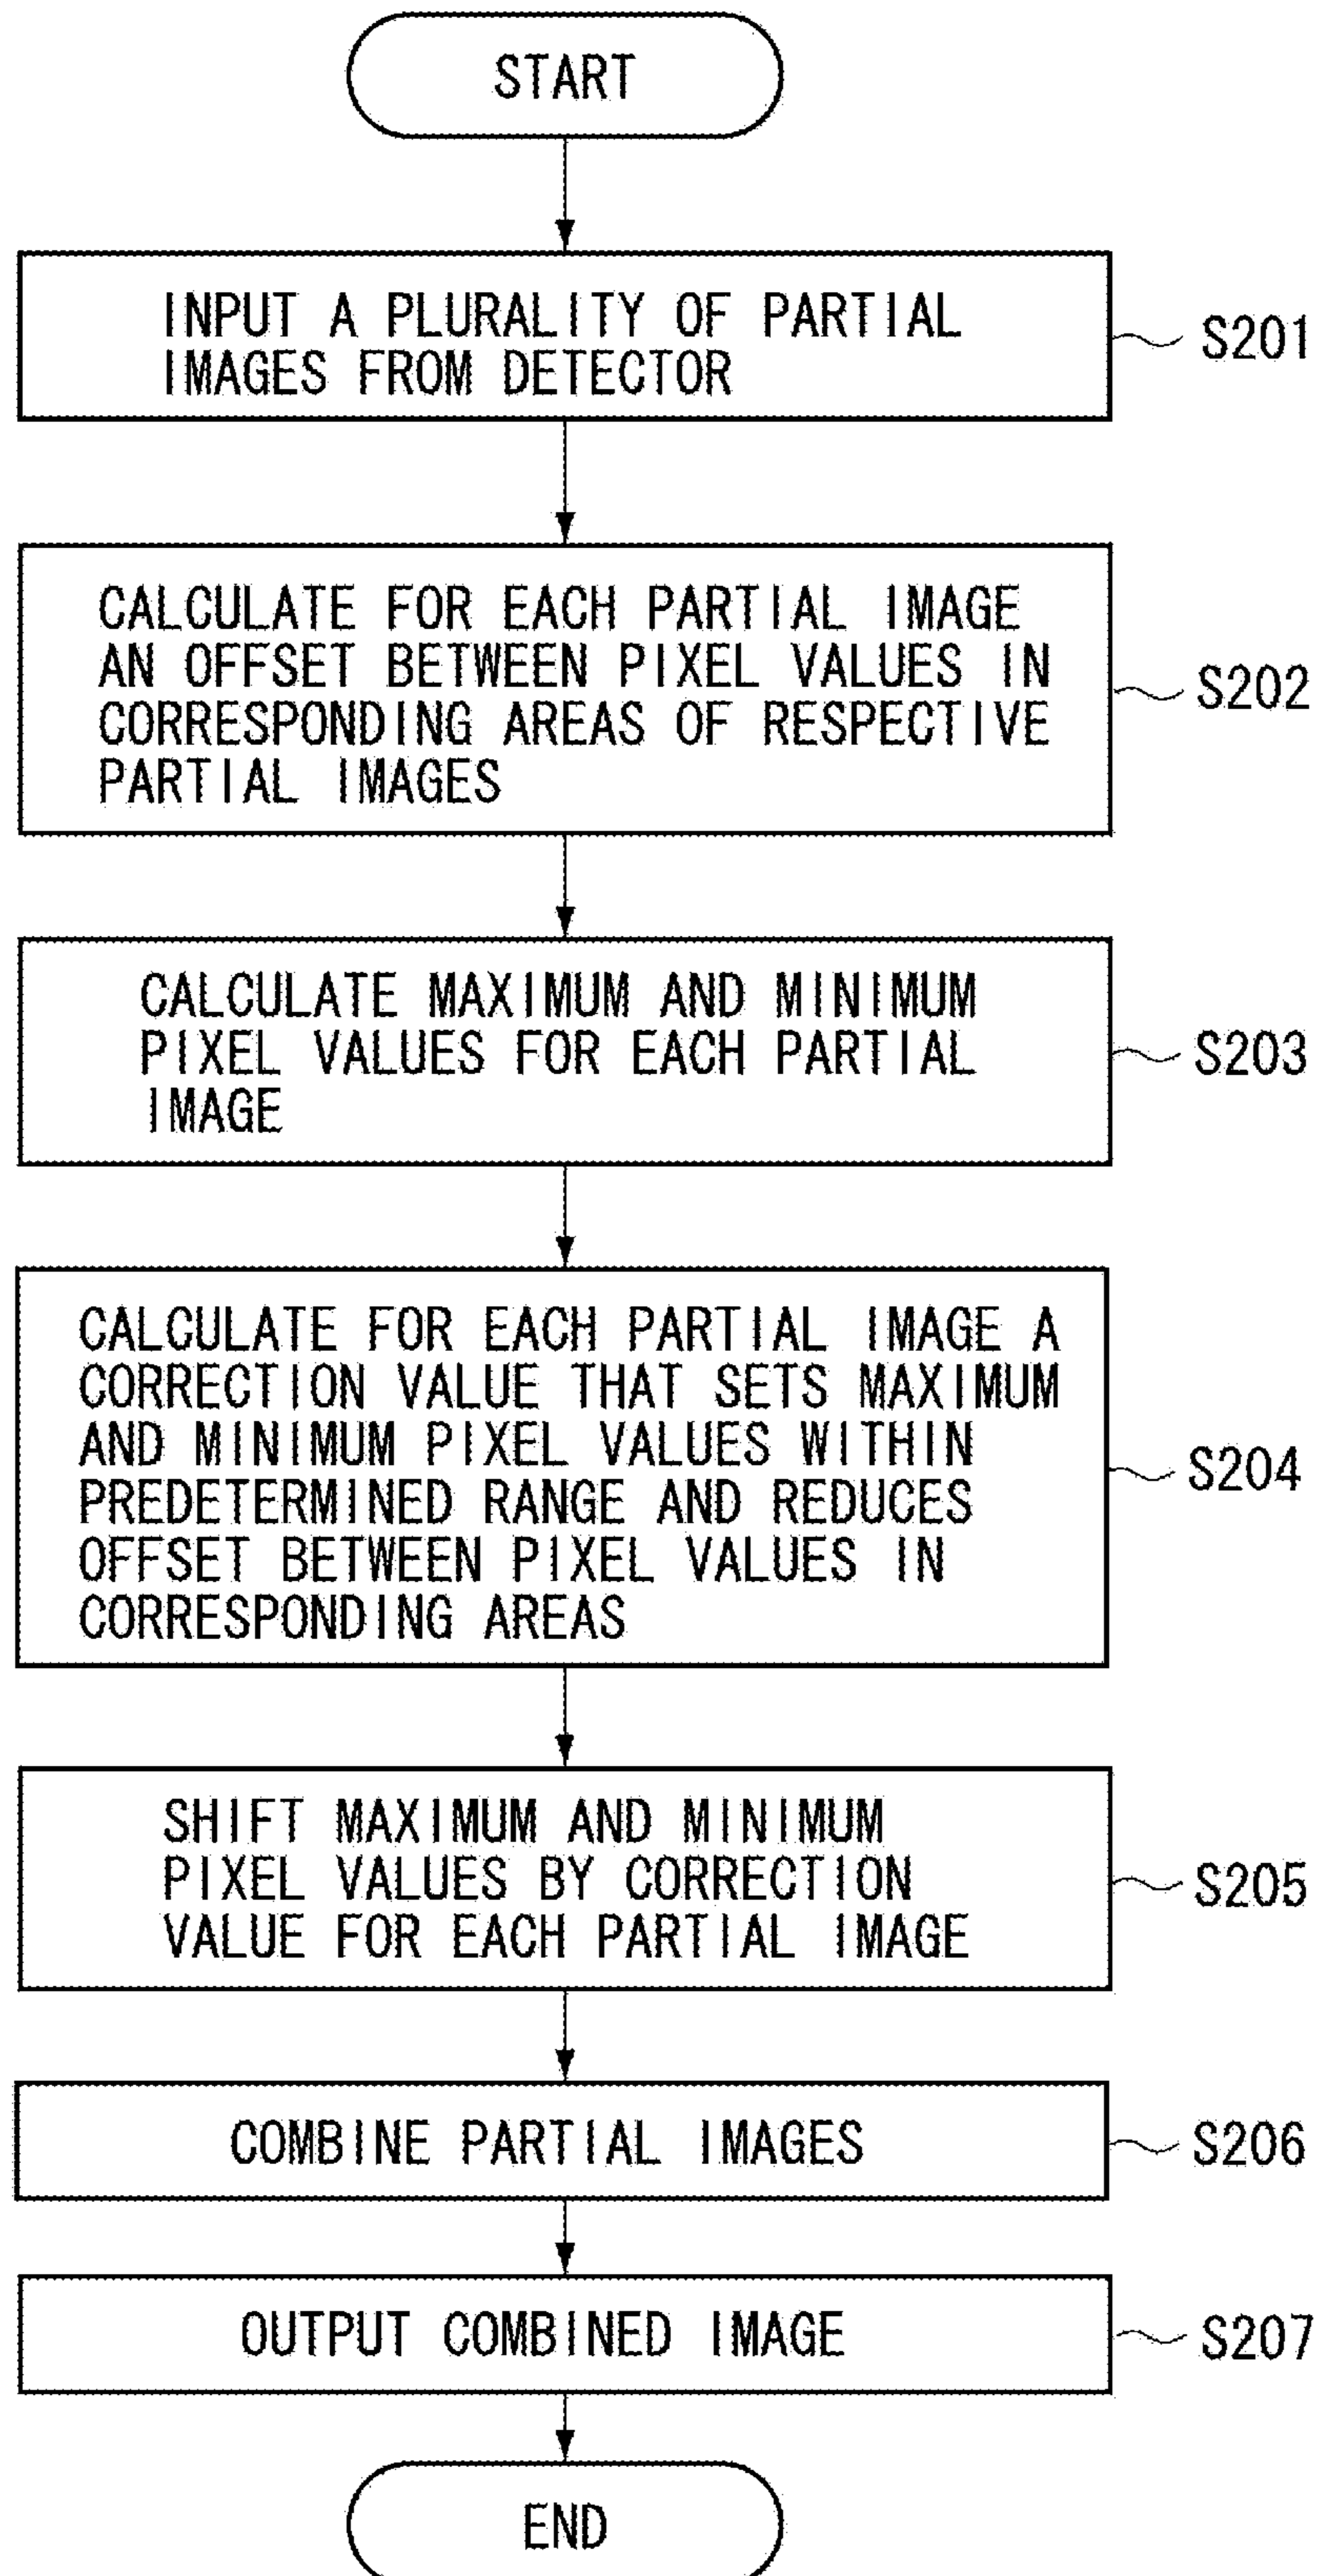 START
INPUT A PLURALITY OF PARTIAL
IMAGES FROM DETECTOR
S201
CALCULATE FOR EACH PARTIAL IMAGE
AN OFFSET BETWEEN PIXEL VALUES IN
CORRESPONDING AREAS OF RESPECTIVE
PARTIAL IMAGES
S202
CALCULATE MAXIMUM AND MINIMUM
PIXEL VALUES FOR EACH PARTIAL
IMAGE
S203
CALCULATE FOR EACH PARTIAL IMAGE A
CORRECTION VALUE THAT SETS MAXIMUM
AND MINIMUM PIXEL VALUES WITHIN
PREDETERMINED RANGE AND REDUCES
OFFSET BETWEEN PIXEL VALUES IN
CORRESPONDING AREAS
S204
SHIFT MAXIMUM AND MINIMUM
PIXEL VALUES BY CORRECTION
VALUE FOR EACH PARTIAL IMAGE
S205
COMBINE PARTIAL IMAGES
S206
OUTPUT COMBINED IMAGE
S207
END